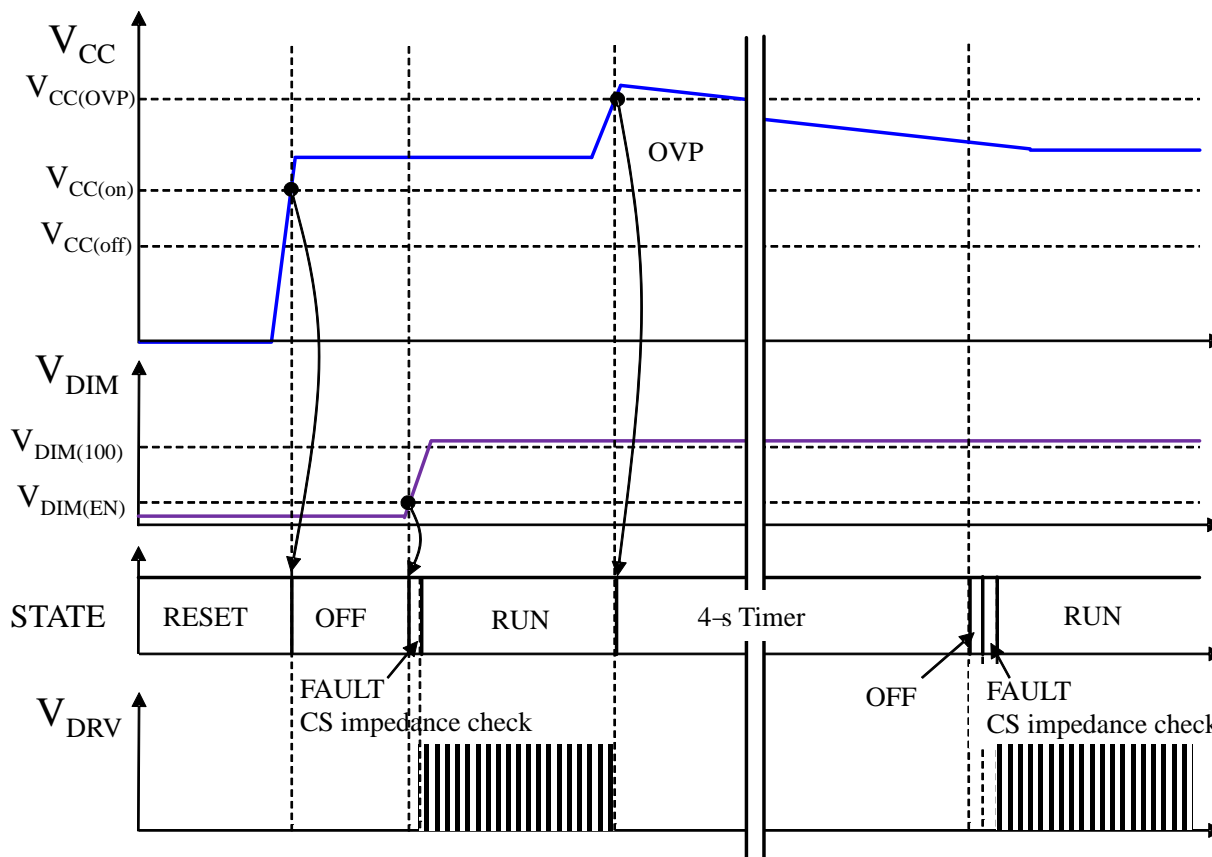 VCC
VCC(OVP)
OVP
VCC(on)
VCC(off)
VDIM
VDIM(100)
VDIM(EN)
STATE
RESET
OFF
RUN
4-s Timer
RUN
FAULT
CS impedance check
OFF
FAULT
CS impedance check
VDRV